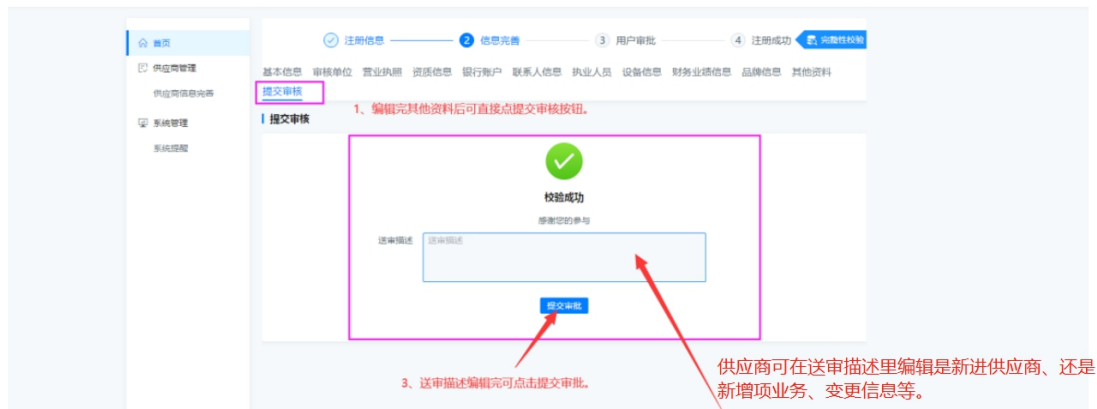 首页
供应商管理
供应商信息完善
系统管理
系统提醒
注册信息 2 信息完善 3 用户审批 4 注册成功 完整性校验
基本信息 审核单位 营业执照 资质信息 银行账户 联系人信息 执业人员 设备信息 财务业绩信息 品牌信息 其他资料
提交审核
1、编辑完其他资料后可直接点提交审核按钮。
提交审核
校验成功
感谢您的参与
送审描述 送审描述
提交审批
供应商可在送审描述里编辑是新进供应商、还是
新增项业务、变更信息等。
3、送审描述编辑完可点击提交审批。